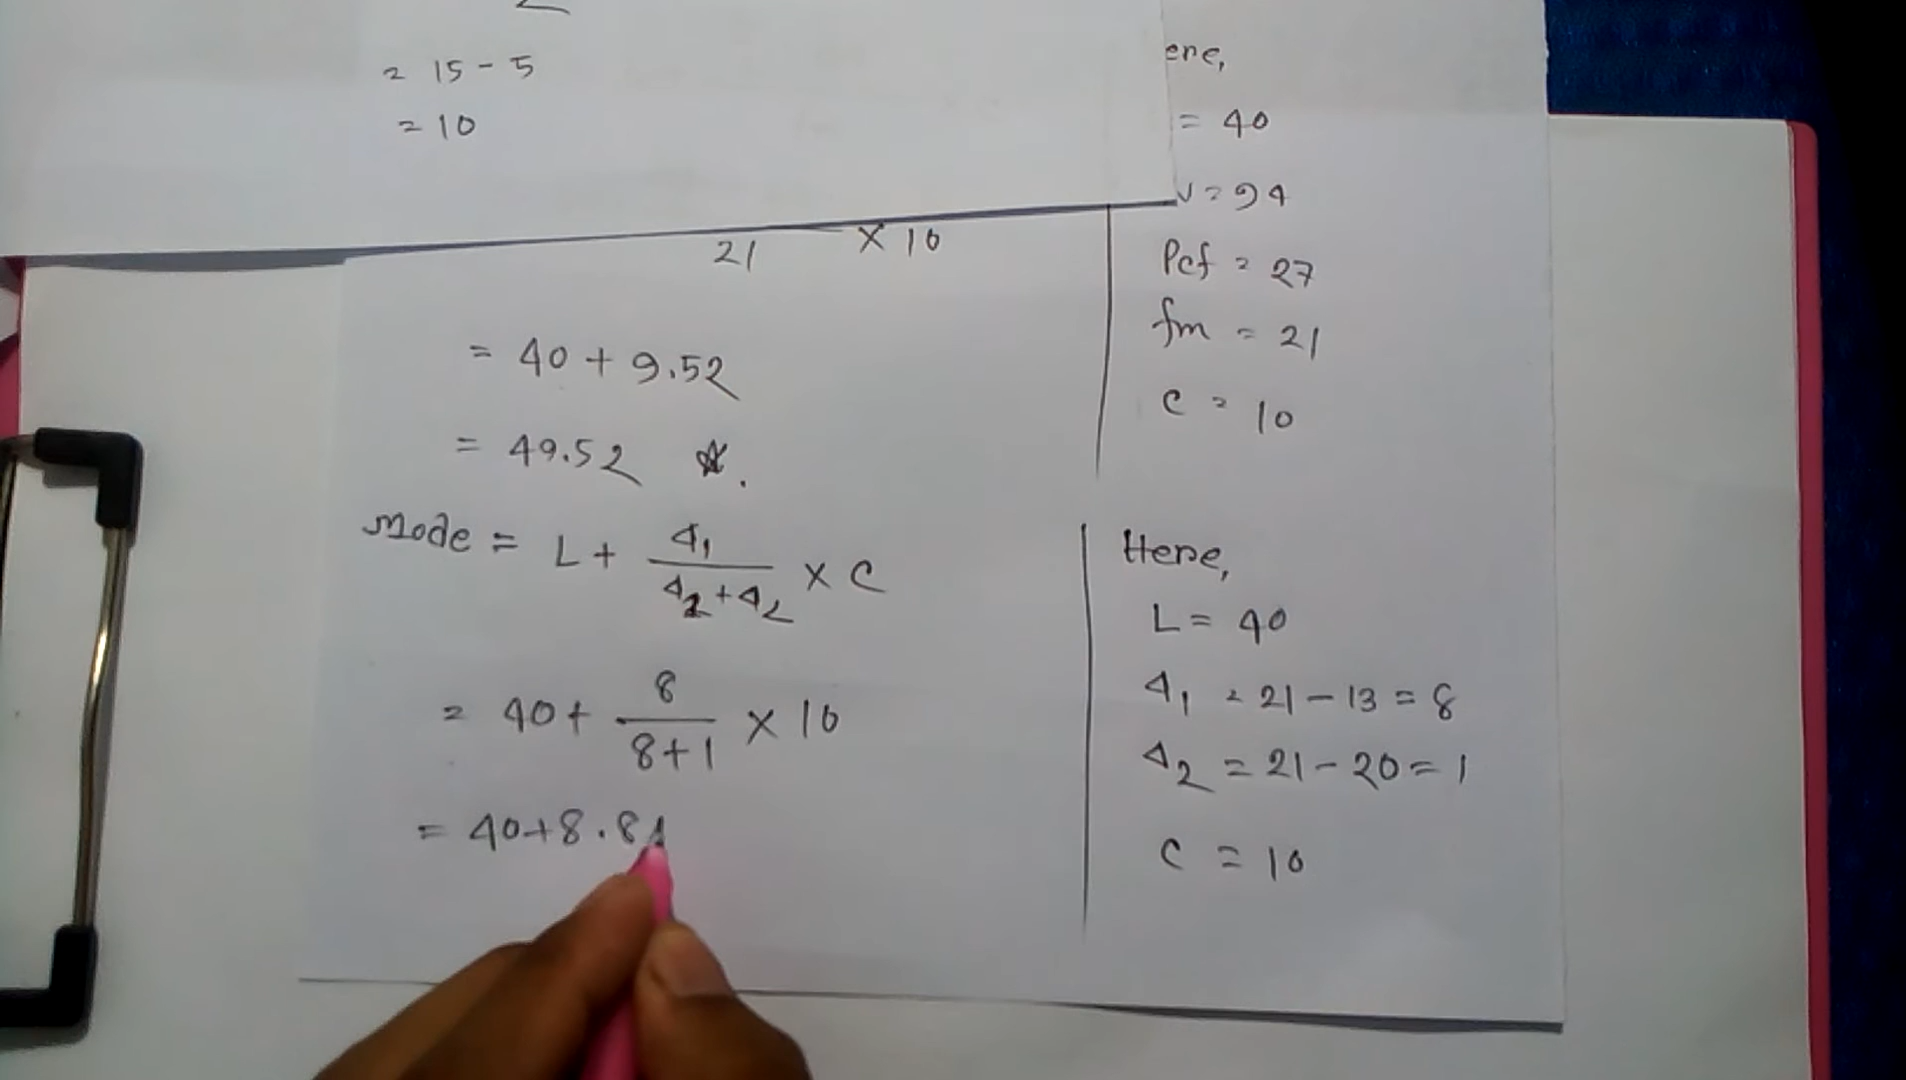 = 15 - 5
= 10
21 × 10
= 40 + 9.52
= 49.52
Mode = L + Δ1 / Δ2 + Δ2 × C
= 40 + 8 / 8 + 1 × 10
= 40 + 8.8
ere,
= 40
= 94
Pcf = 27
fm = 21
C = 10
Here,
L = 40
Δ1 = 21 - 13 = 8
Δ2 = 21 - 20 = 1
C = 10